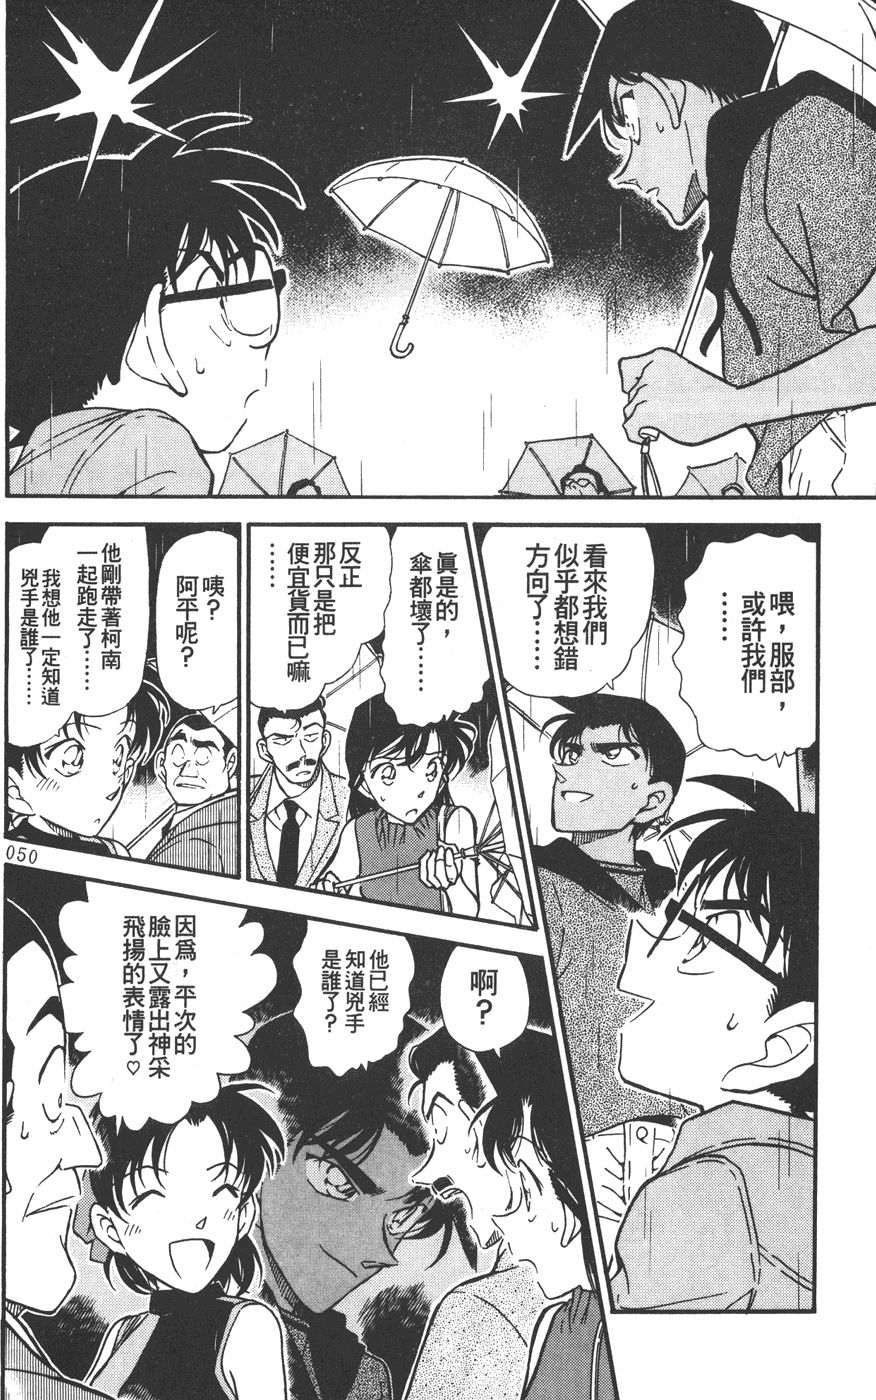 喂，服部，
或許我們
……
看來我們
似乎都想錯
方向了……
真是的，
傘都壞了……
反正
那只是把
便宜貨而已嘛
……
咦？
阿平呢？
他剛帶著柯南
一起跑走了……
我想他一定知道
兇手是誰了……
050
啊？
他已經
知道兇手
是誰了？
因為，平次的
臉上又露出神采
飛揚的表情了♡